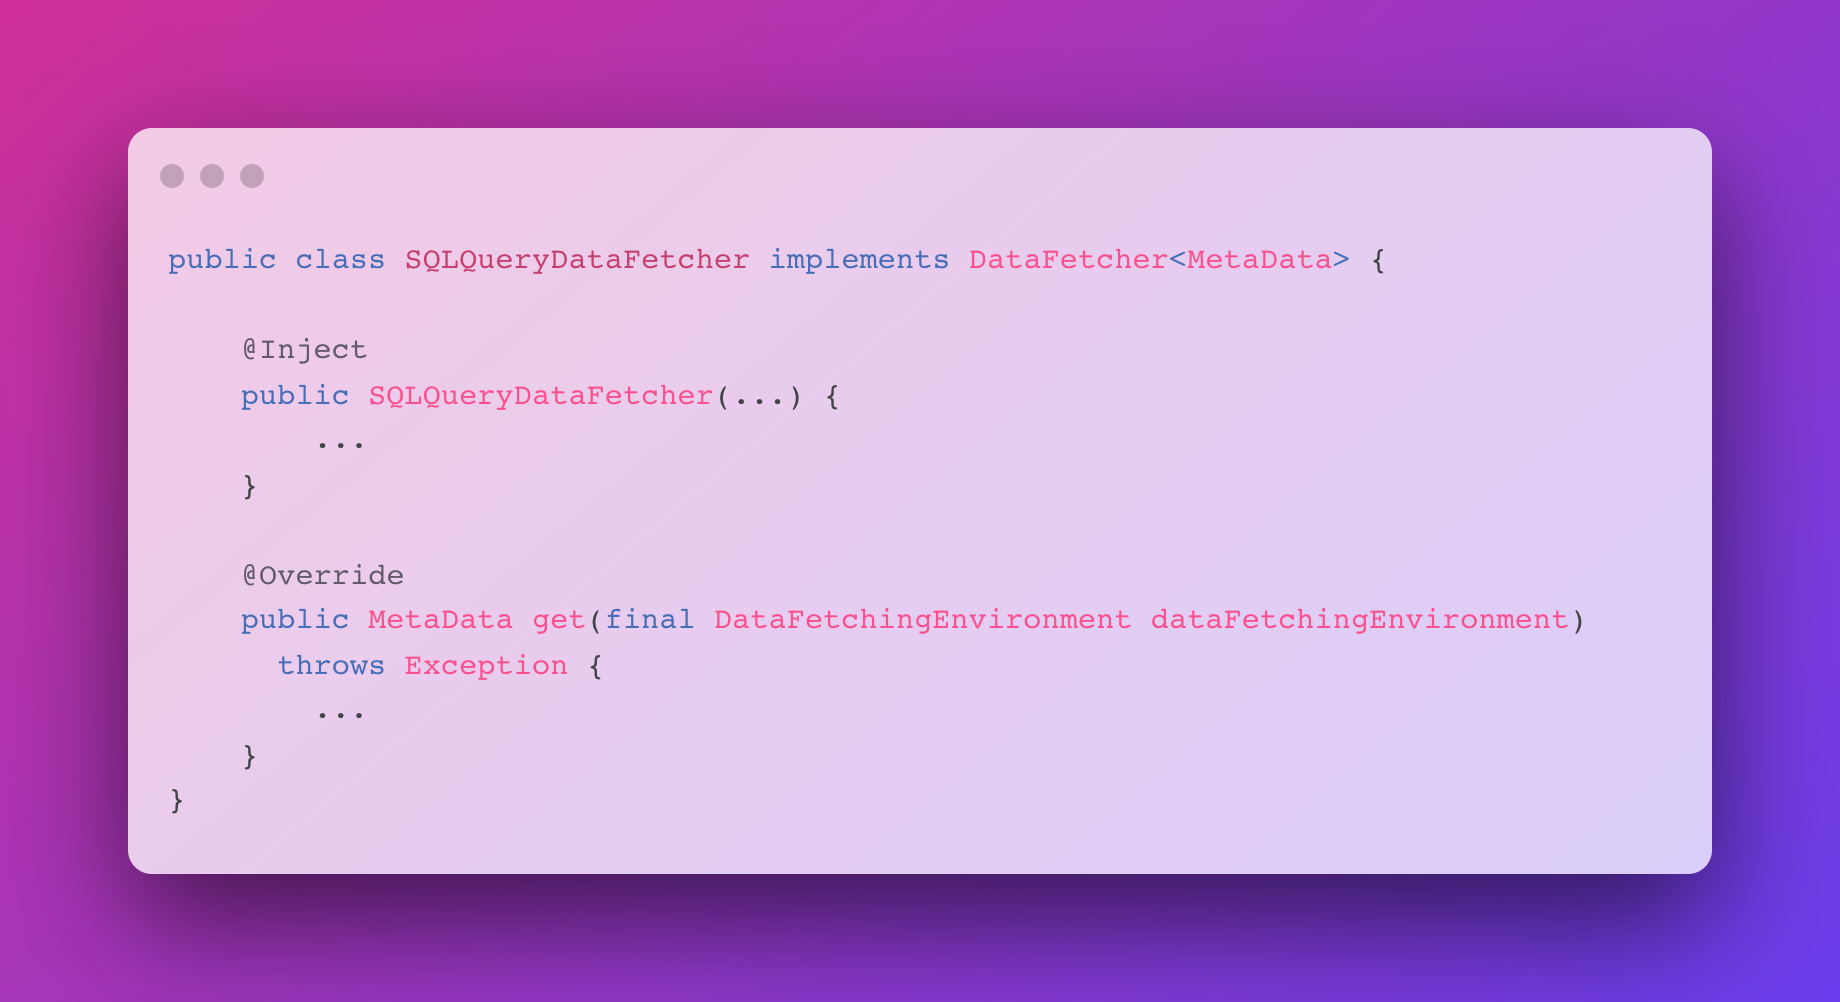 public class SQLQueryDataFetcher implements DataFetcher<MetaData> {
@Inject
public SQLQueryDataFetcher(...) {
...
}
@Override
public MetaData get(final DataFetchingEnvironment dataFetchingEnvironment)
throws Exception {
...
}
}